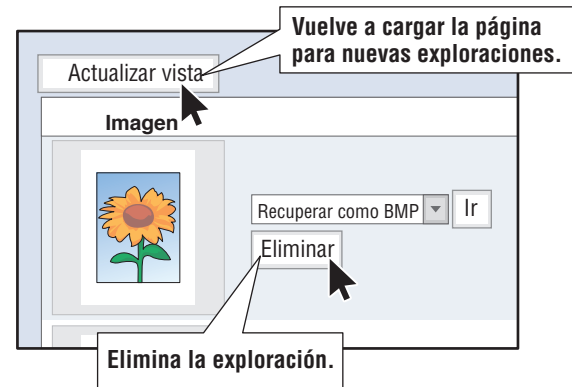 Vuelve a cargar la página
para nuevas exploraciones.
Actualizar vista
Imagen
Recuperar como BMP
Ir
Eliminar
Elimina la exploración.